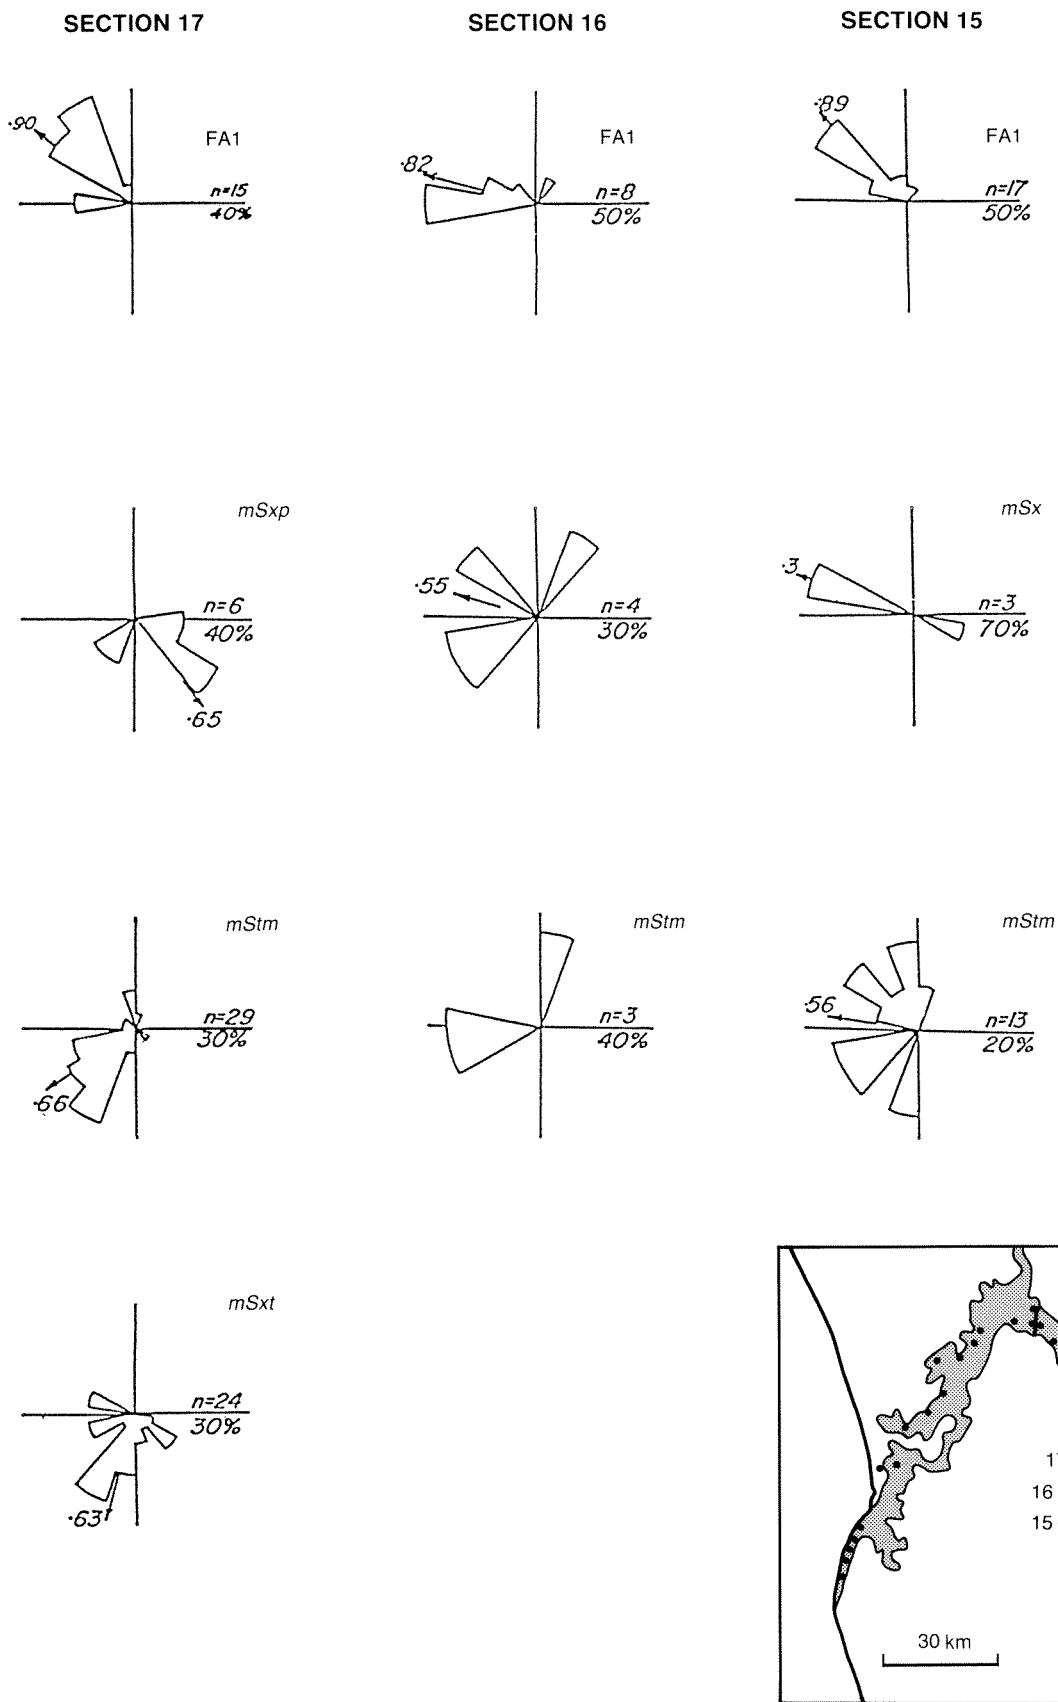 SECTION 17
SECTION 16
SECTION 15
.90
FA1
n=15
40%
.82
FA1
n=8
50%
.89
FA1
n=17
50%
mSxp
n=6
40%
.65
.55
n=4
30%
mSx
.3
n=3
70%
mStm
n=29
30%
.66
mStm
n=3
40%
mStm
.56
n=13
20%
mSxt
n=24
30%
.63
16
15
30 km